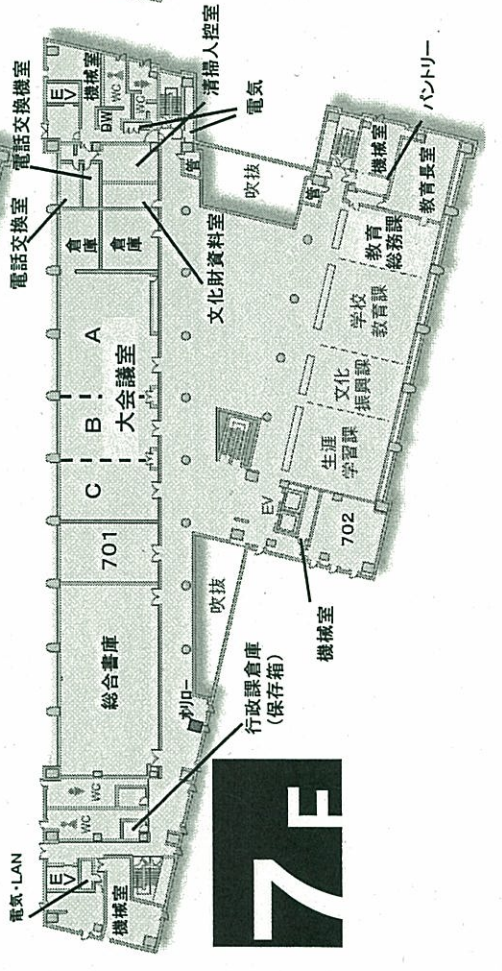 電話交換室
電話交換機室
EV
機械室
WC
WC
DW
清掃人控室
電気
倉庫
倉庫
管
吹抜
文化財資料室
A
B
C
大会議室
701
総合書庫
WC
WC
EV
電気・LAN
機械室
行政課倉庫
(保存箱)
吹抜
機械室
EV
702
生涯
学習課
文化
振興課
学校
教育課
教育
総務課
教育長室
機械室
パントリー
管
7F